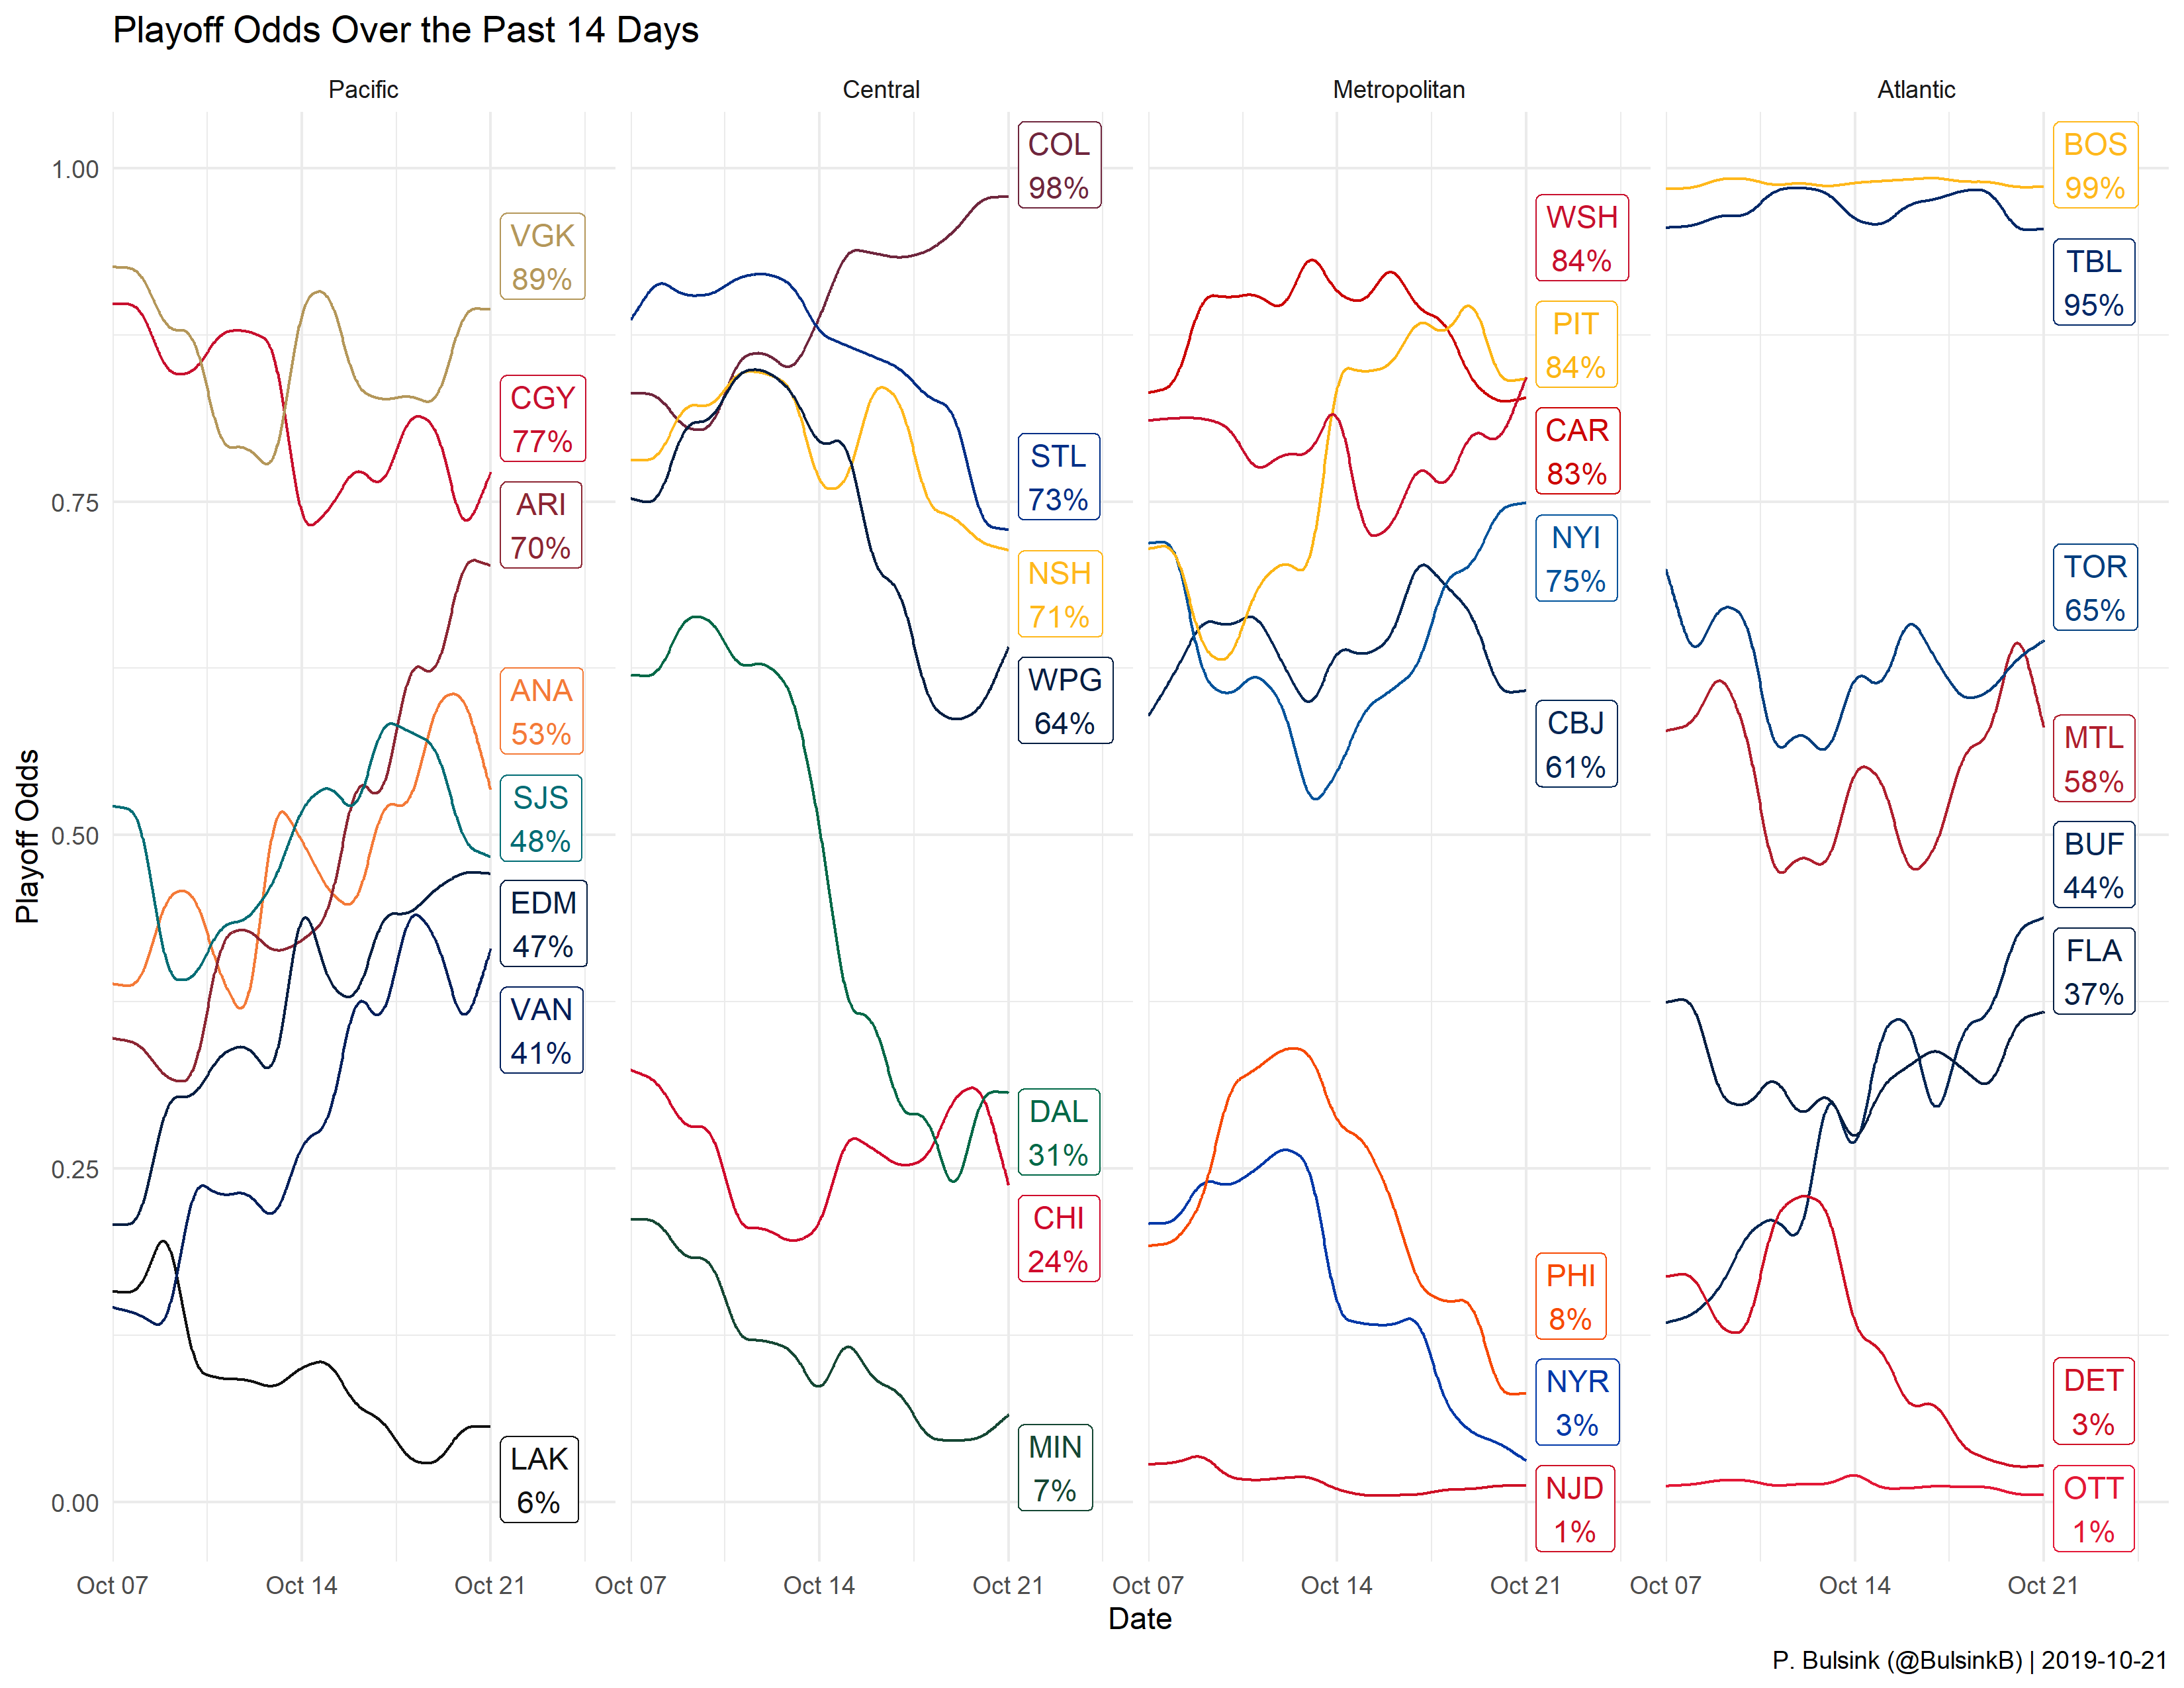 Playoff Odds Over the Past 14 Days
Pacific
Central
Metropolitan
Atlantic
Playoff Odds
1.00
0.75
0.50
0.25
0.00
VGK
89%
CGY
77%
ARI
70%
ANA
53%
SJS
48%
EDM
47%
VAN
41%
LAK
6%
COL
98%
STL
73%
NSH
71%
WPG
64%
DAL
31%
CHI
24%
MIN
7%
WSH
84%
PIT
84%
CAR
83%
NYI
75%
CBJ
61%
PHI
8%
NYR
3%
NJD
1%
BOS
99%
TBL
95%
TOR
65%
MTL
58%
BUF
44%
FLA
37%
DET
3%
OTT
1%
Oct 07
Oct 14
Oct 21
Oct 07
Oct 14
Oct 21
Oct 07
Oct 14
Oct 21
Oct 07
Oct 14
Oct 21
Date
P. Bulsink (@BulsinkB) | 2019-10-21